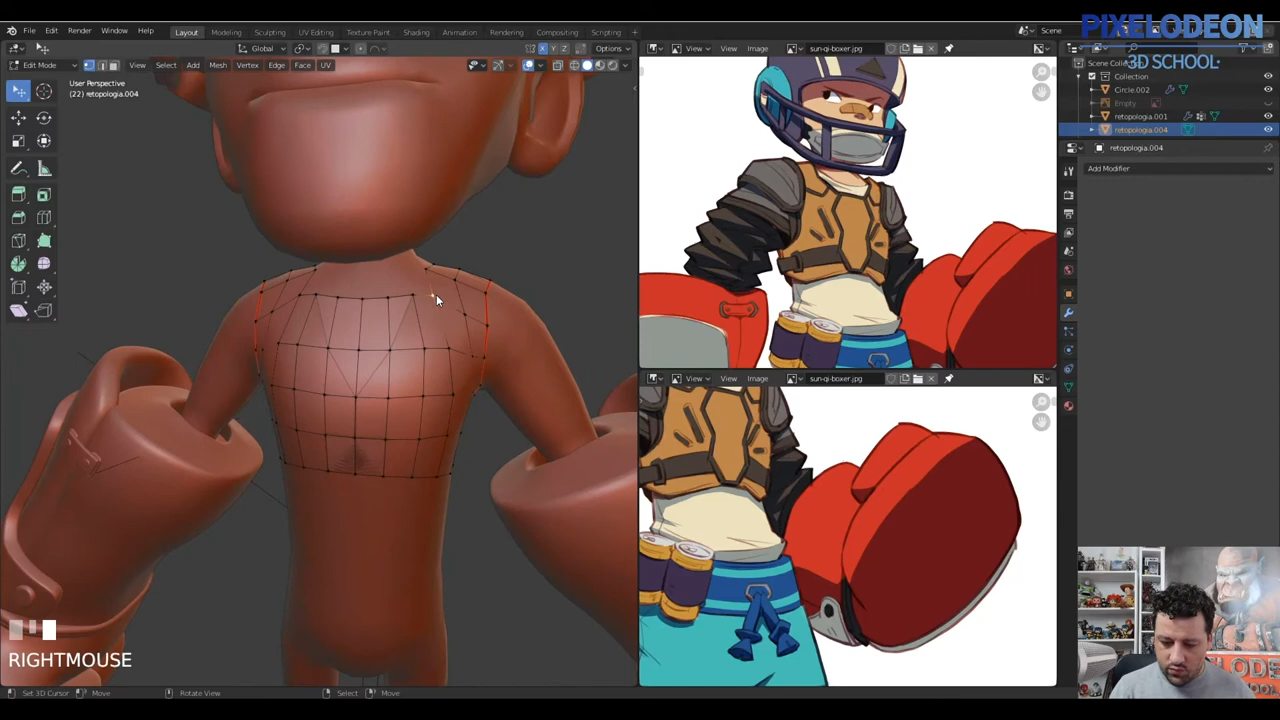 File Edit Render Window Help Layout Modeling Sculpting UV Editing Texture Paint Shading Animation Rendering Compositing Scripting Scene
PIXELODEON
3D SCHOOL
Global Options
View Image sun-qi-boxer.jpg
Edit Mode View Select Add Mesh Vertex Edge Face UV
X Y Z
User Perspective
(22) retopologia.004
Scene Collection
Collection
Circle.002
Empty
retopologia.001
retopologia.004
retopologia.004
Add Modifier
View Image sun-qi-boxer.jpg
RIGHTMOUSE
Set 3D Cursor Move Rotate View Select Move